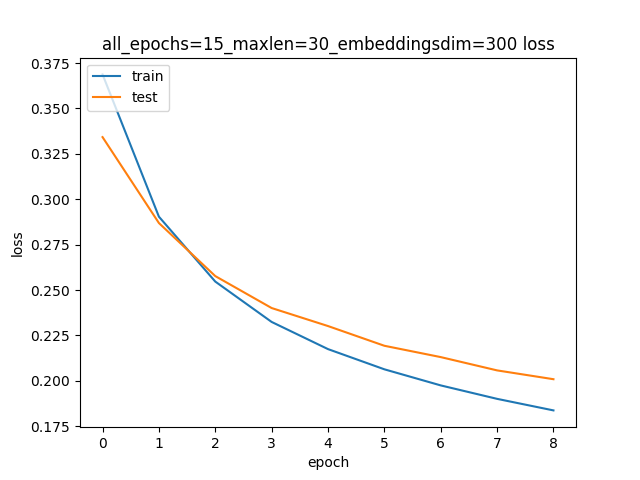 all_epochs=15_maxlen=30_embeddingsdim=300 loss
0.375
0.350
0.325
0.300
0.275
0.250
0.225
0.200
0.175
loss
train
test
0 1 2 3 4 5 6 7 8
epoch